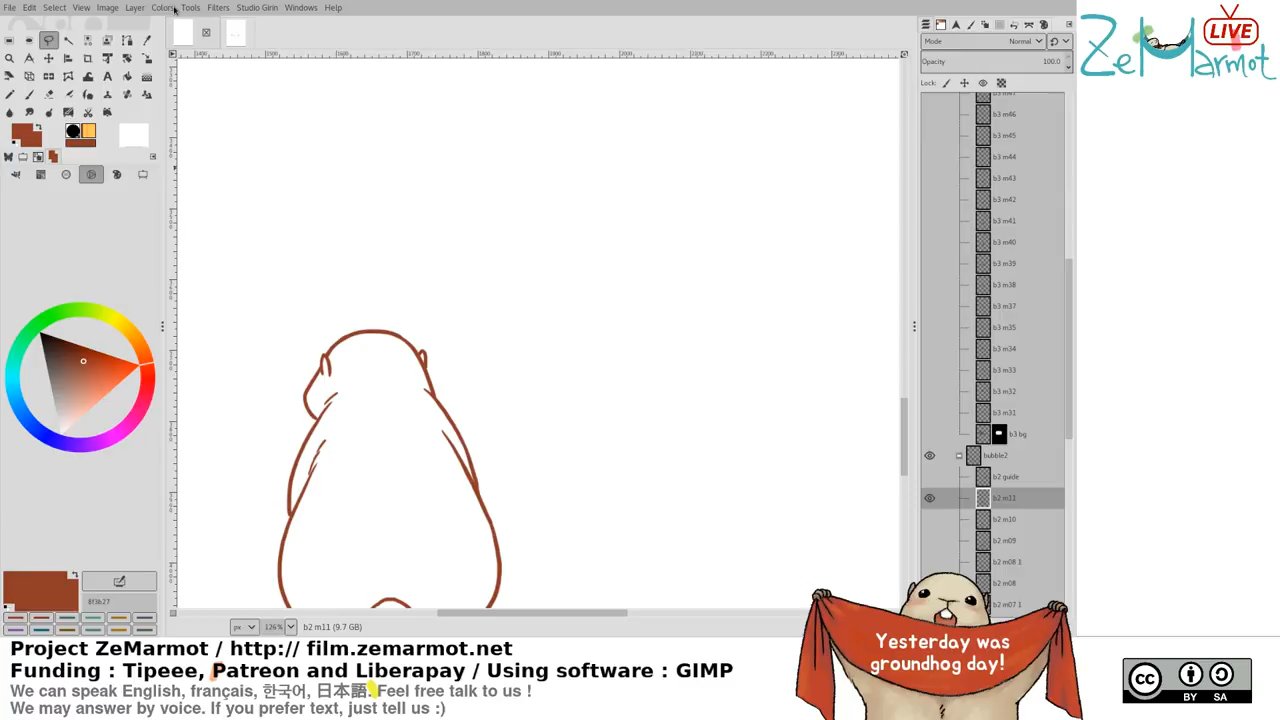 File Edit Select View Image Layer Colors Tools Filters Studio Girin Windows Help
Mode Normal
Opacity 100.0
Lock:
b3 m46
b3 m45
b3 m44
b3 m43
b3 m42
b3 m41
b3 m40
b3 m39
b3 m38
b3 m37
b3 m35
b3 m34
b3 m33
b3 m32
b3 m31
b3 bg
bubble2
b2 guide
b2 m11
b2 m10
b2 m09
b2 m08 1
b2 m08
b2 m07 1
8f3b27
px 126% b2 m11 (9.7 GB)
LIVE
ZeMarmot
Project ZeMarmot / http:// film.zemarmot.net
Funding : Tipeee, Patreon and Liberapay / Using software : GIMP
We can speak English, français, 한국어, 日本語. Feel free talk to us !
We may answer by voice. If you prefer text, just tell us :)
Yesterday was
groundhog day!
cc
BY SA